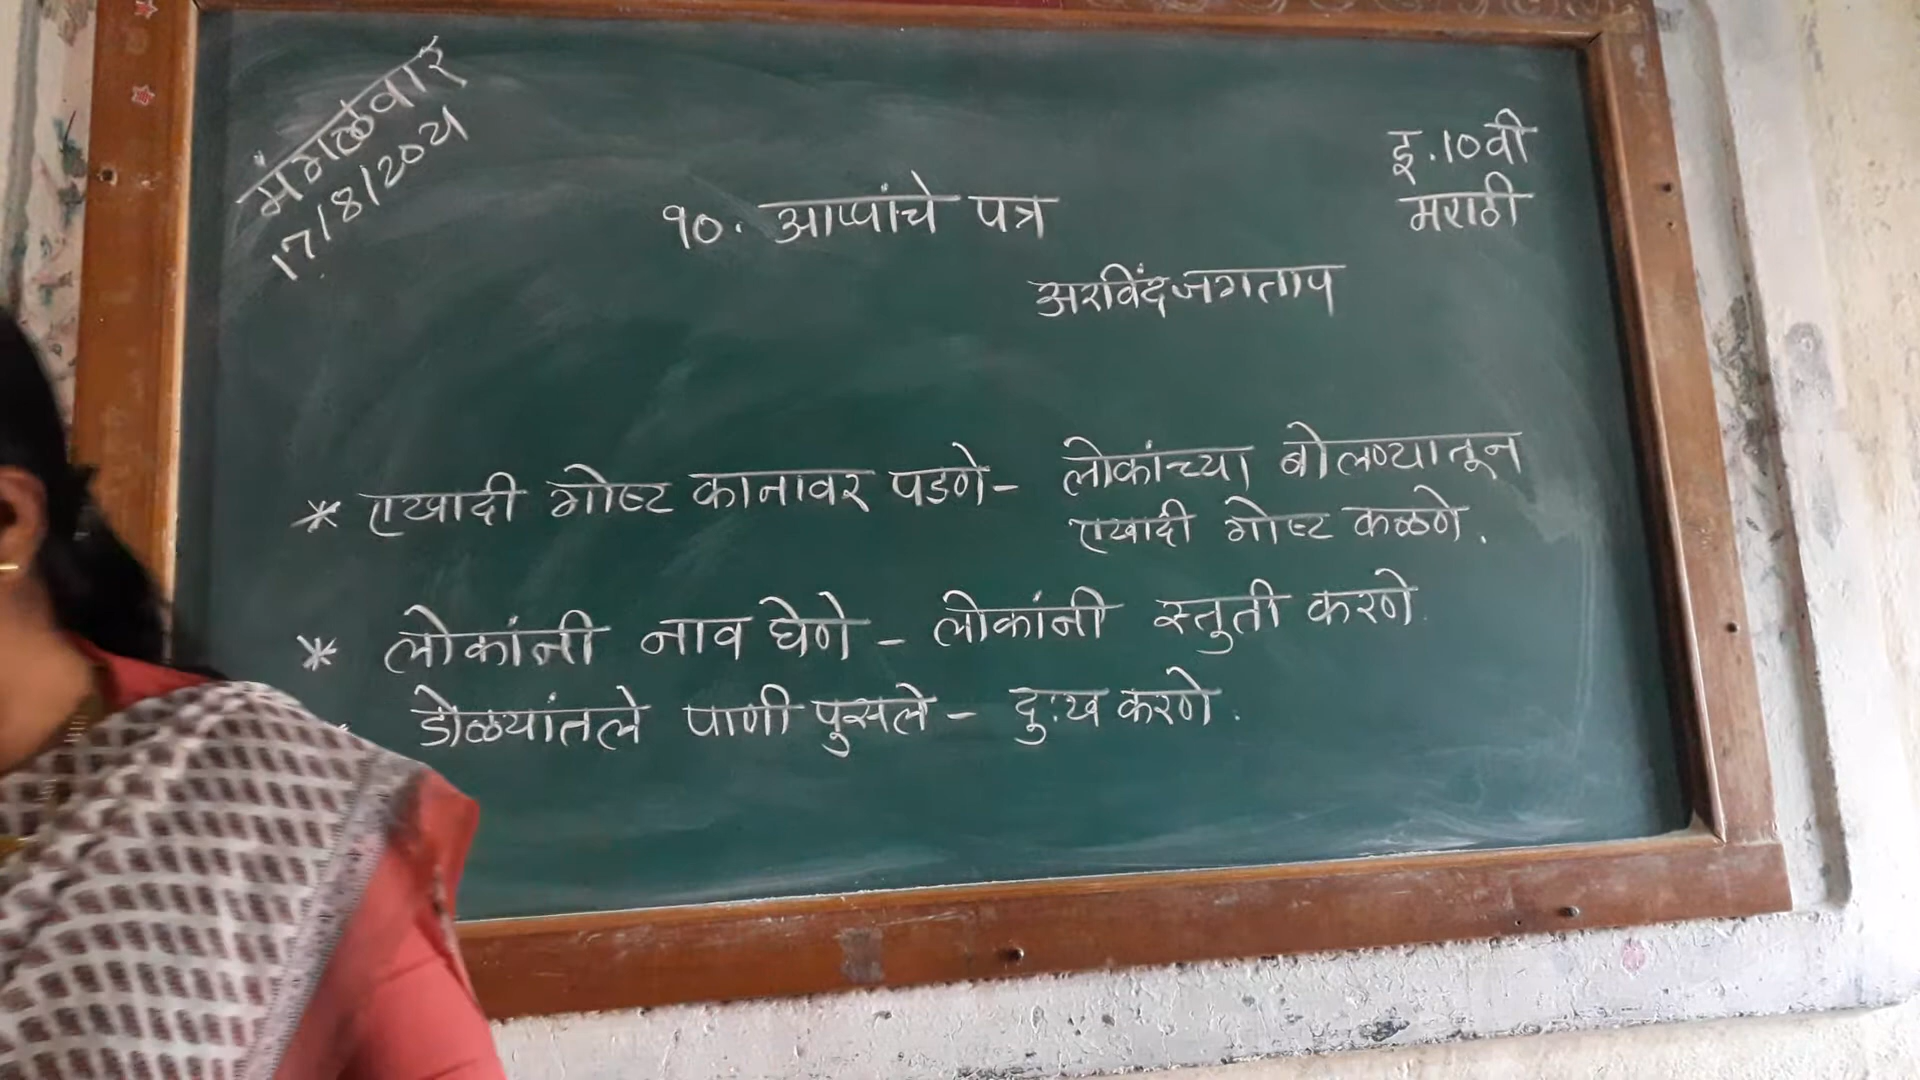 मंगळवार
17/8/2021
इ.10वी
मराठी
१०. आप्पांचे पत्र
अरविंद जगताप
* एखादी गोष्ट कानावर पडणे - लोकांच्या बोलण्यातून
एखादी गोष्ट कळणे.
* लोकांनी नाव घेणे - लोकांनी स्तुती करणे.
डोळ्यांतले पाणी पुसले - दुःख करणे.